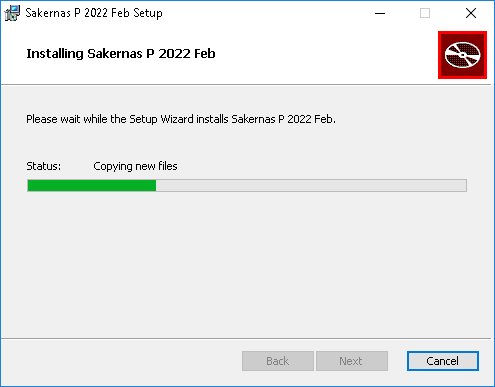 Sakernas P 2022 Feb Setup
Installing Sakernas P 2022 Feb
Please wait while the Setup Wizard installs Sakernas P 2022 Feb.
Status: Copying new files
Back Next Cancel